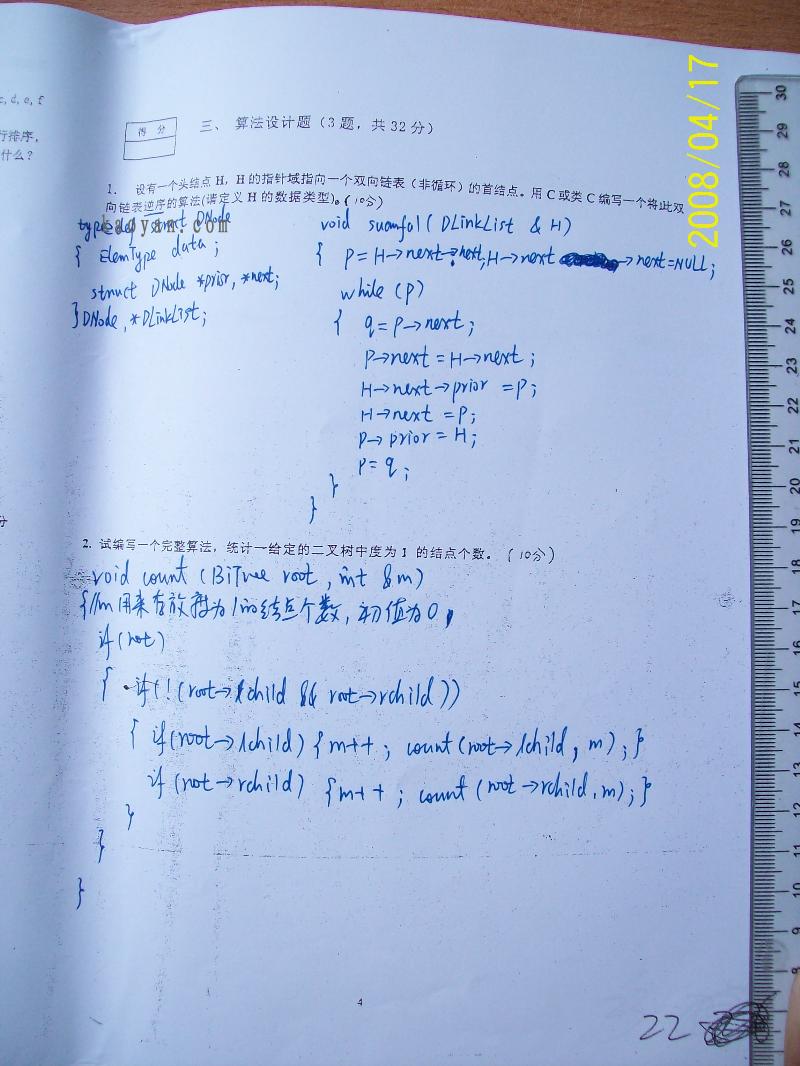 c, d, e, f
行排序,
什么?
分
得 分
三、 算法设计题（3 题，共 32 分）
1. 设有一个头结点 H，H 的指针域指向一个双向链表（非循环）的首结点。用 C 或类 C 编写一个将此双
向链表逆序的算法(请定义 H 的数据类型)。(10分)
typedef struct DNode
{ ElemType data;
struct DNode *prior, *next;
}DNode, *DLinkList;
kaoyan.com
void suanfa1( DLinkList & H)
{ p=H→next→next; H→next →next=NULL;
while (p)
{ q=p→next;
p→next=H→next;
H→next→prior=p;
H→next=p;
p→prior=H;
p=q;
}
}
2. 试编写一个完整算法，统计一给定的二叉树中度为 1 的结点个数。(10分)
void count (BiTree root, int &m)
{//m用来存放度为1的结点个数, 初值为0,
if(root)
{ if(!(root→lchild && root→rchild))
{ if(root→lchild) {m++; count(root→lchild, m);}
if(root→rchild) {m++; count(root→rchild, m);}
}
}
}
4
22
2008/04/17
30
29
28
27
26
25
24
23
22
21
20
19
18
17
16
15
14
13
12
11
10
9
8